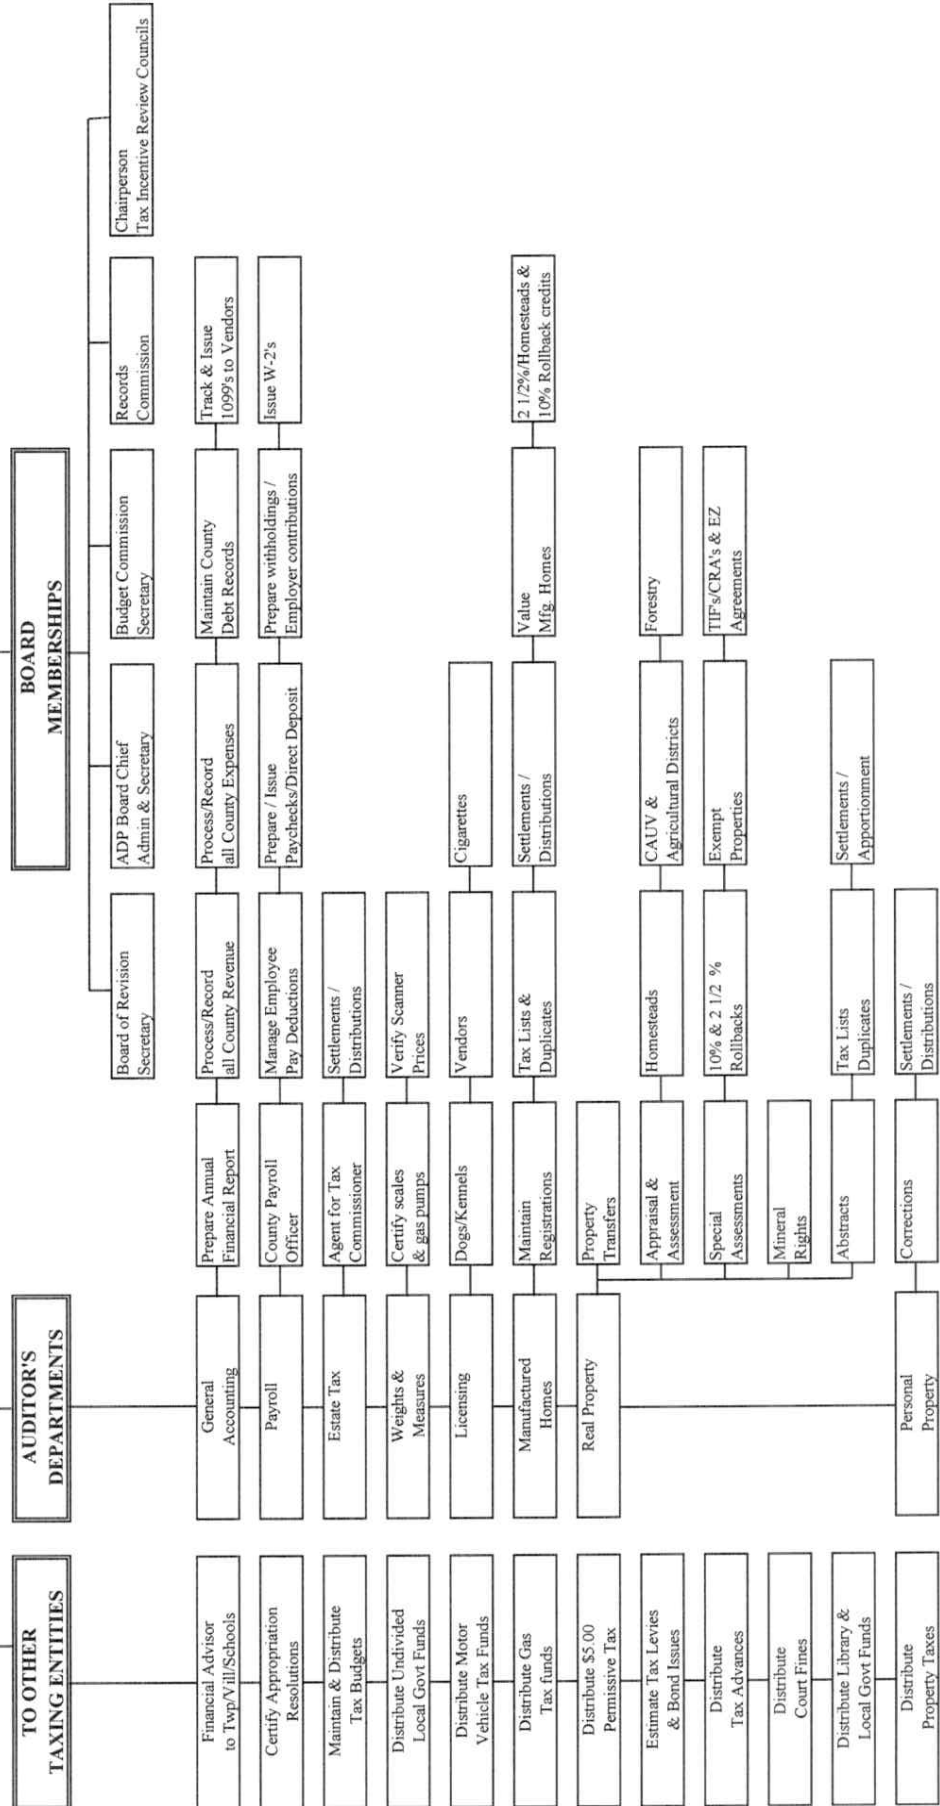 TO OTHER
TAXING ENTITIES
AUDITOR'S
DEPARTMENTS
BOARD
MEMBERSHIPS
Board of Revision
Secretary
ADP Board Chief
Admin & Secretary
Budget Commission
Secretary
Records
Commission
Chairperson
Tax Incentive Review Councils
Financial Advisor
to Twp/Vill/Schools
General
Accounting
Prepare Annual
Financial Report
Process/Record
all County Revenue
Process/Record
all County Expenses
Maintain County
Debt Records
Track & Issue
1099's to Vendors
Certify Appropriation
Resolutions
Payroll
County Payroll
Officer
Manage Employee
Pay Deductions
Prepare / Issue
Paychecks/Direct Deposit
Prepare withholdings /
Employer contributions
Issue W-2's
Maintain & Distribute
Tax Budgets
Estate Tax
Agent for Tax
Commissioner
Settlements /
Distributions
Distribute Undivided
Local Govt Funds
Weights &
Measures
Certify scales
& gas pumps
Verify Scanner
Prices
Distribute Motor
Vehicle Tax Funds
Licensing
Dogs/Kennels
Vendors
Cigarettes
Distribute Gas
Tax funds
Manufactured
Homes
Maintain
Registrations
Tax Lists &
Duplicates
Settlements /
Distributions
Value
Mfg. Homes
2 1/2%/Homesteads &
10% Rollback credits
Distribute $5.00
Permissive Tax
Real Property
Property
Transfers
Estimate Tax Levies
& Bond Issues
Appraisal &
Assessment
Homesteads
CAUV &
Agricultural Districts
Forestry
Distribute
Tax Advances
Special
Assessments
10% & 2 1/2 %
Rollbacks
Exempt
Properties
TIF's/CRA's & EZ
Agreements
Distribute
Court Fines
Mineral
Rights
Distribute Library &
Local Govt Funds
Abstracts
Tax Lists
Duplicates
Settlements /
Apportionment
Distribute
Property Taxes
Personal
Property
Corrections
Settlements /
Distributions